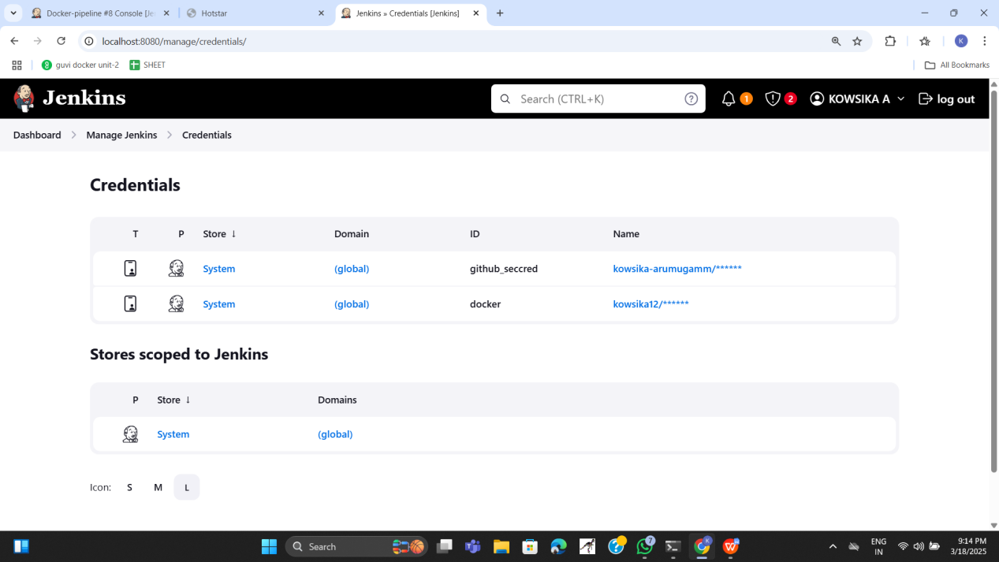 Docker-pipeline #8 Console [Je
Hotstar
Jenkins » Credentials [Jenkins]
localhost:8080/manage/credentials/
K
guvi docker unit-2
SHEET
All Bookmarks
Jenkins
Search (CTRL+K)
?
1
2
KOWSIKA A
log out
Dashboard
Manage Jenkins
Credentials
Credentials
T P Store ↓ Domain ID Name
System (global) github_seccred kowsika-arumugamm/******
System (global) docker kowsika12/******
Stores scoped to Jenkins
P Store ↓ Domains
System (global)
Icon: S M L
Search
7
K
ENG
IN
9:14 PM
3/18/2025